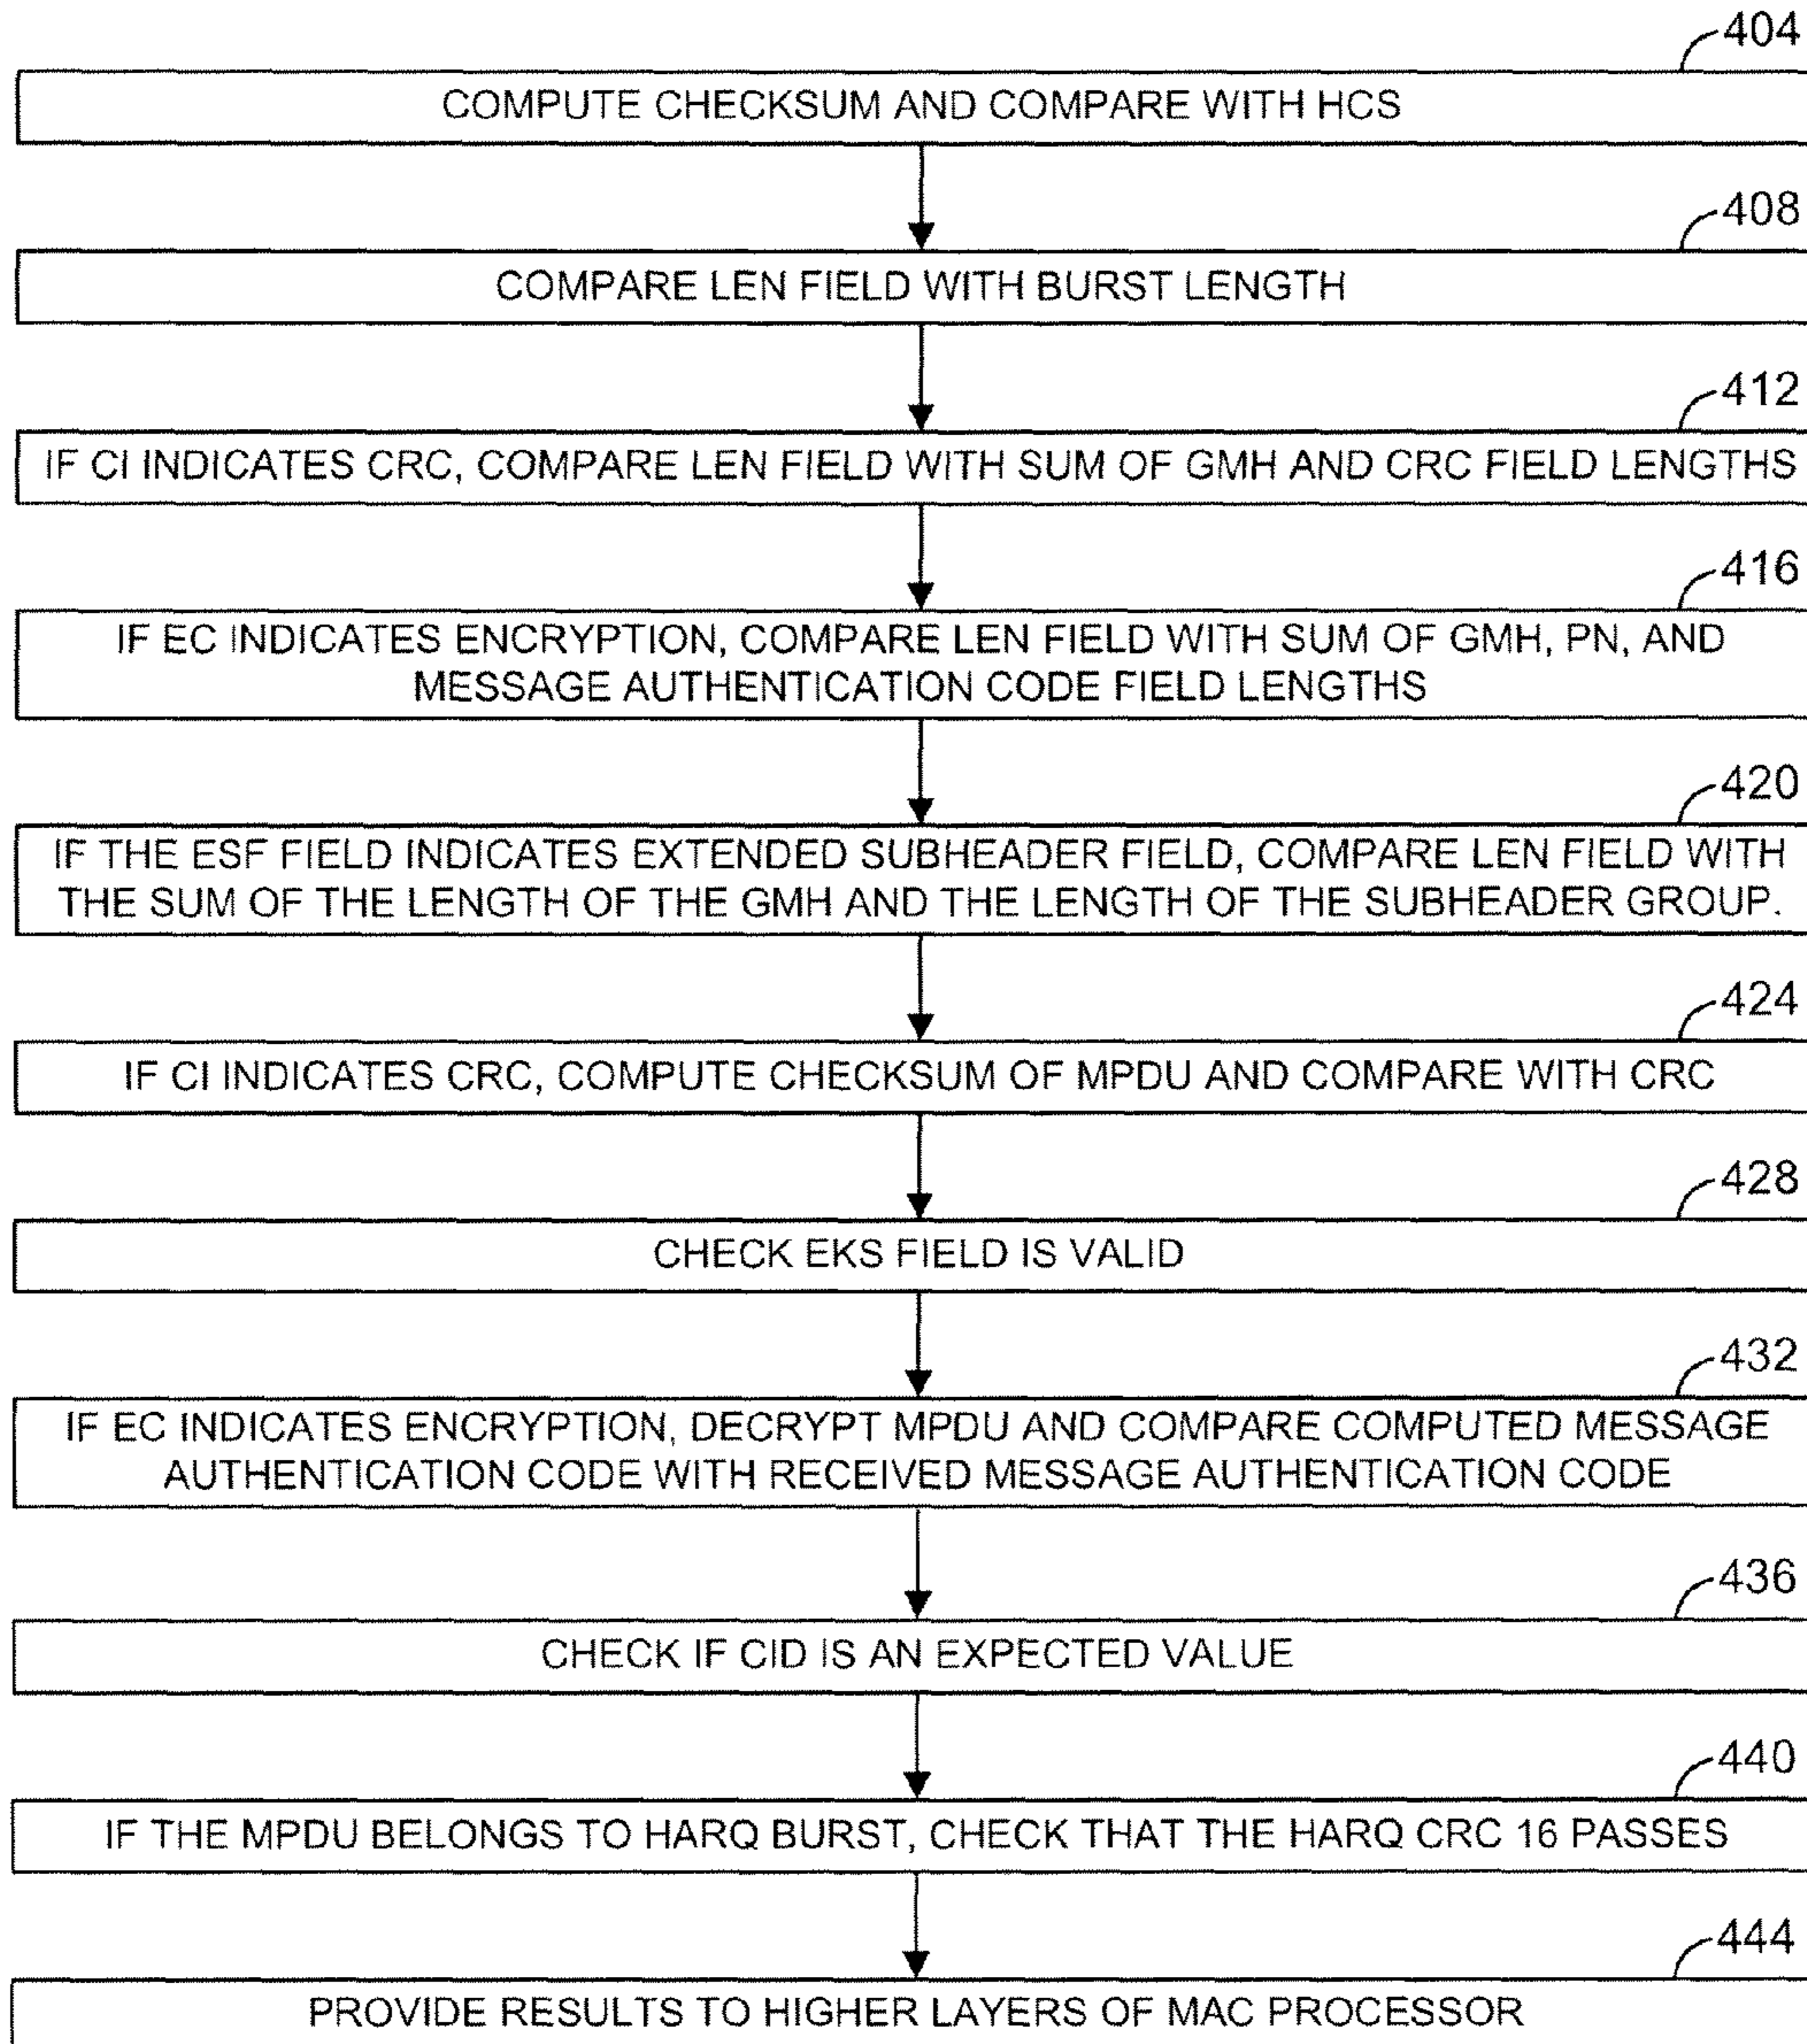 404
COMPUTE CHECKSUM AND COMPARE WITH HCS
408
COMPARE LEN FIELD WITH BURST LENGTH
412
IF CI INDICATES CRC, COMPARE LEN FIELD WITH SUM OF GMH AND CRC FIELD LENGTHS
416
IF EC INDICATES ENCRYPTION, COMPARE LEN FIELD WITH SUM OF GMH, PN, AND
MESSAGE AUTHENTICATION CODE FIELD LENGTHS
420
IF THE ESF FIELD INDICATES EXTENDED SUBHEADER FIELD, COMPARE LEN FIELD WITH
THE SUM OF THE LENGTH OF THE GMH AND THE LENGTH OF THE SUBHEADER GROUP.
424
IF CI INDICATES CRC, COMPUTE CHECKSUM OF MPDU AND COMPARE WITH CRC
428
CHECK EKS FIELD IS VALID
432
IF EC INDICATES ENCRYPTION, DECRYPT MPDU AND COMPARE COMPUTED MESSAGE
AUTHENTICATION CODE WITH RECEIVED MESSAGE AUTHENTICATION CODE
436
CHECK IF CID IS AN EXPECTED VALUE
440
IF THE MPDU BELONGS TO HARQ BURST, CHECK THAT THE HARQ CRC 16 PASSES
444
PROVIDE RESULTS TO HIGHER LAYERS OF MAC PROCESSOR